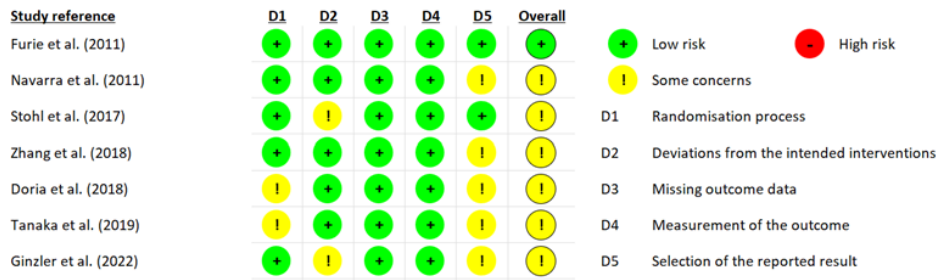 Study reference D1 D2 D3 D4 D5 Overall
Furie et al. (2011) + + + + + + + Low risk - High risk
Navarra et al. (2011) + + + + ! ! ! Some concerns
Stohl et al. (2017) + ! + + + ! D1 Randomisation process
Zhang et al. (2018) + + + + ! ! D2 Deviations from the intended interventions
Doria et al. (2018) ! + + + ! ! D3 Missing outcome data
Tanaka et al. (2019) ! + + + ! ! D4 Measurement of the outcome
Ginzler et al. (2022) + ! + + ! ! D5 Selection of the reported result